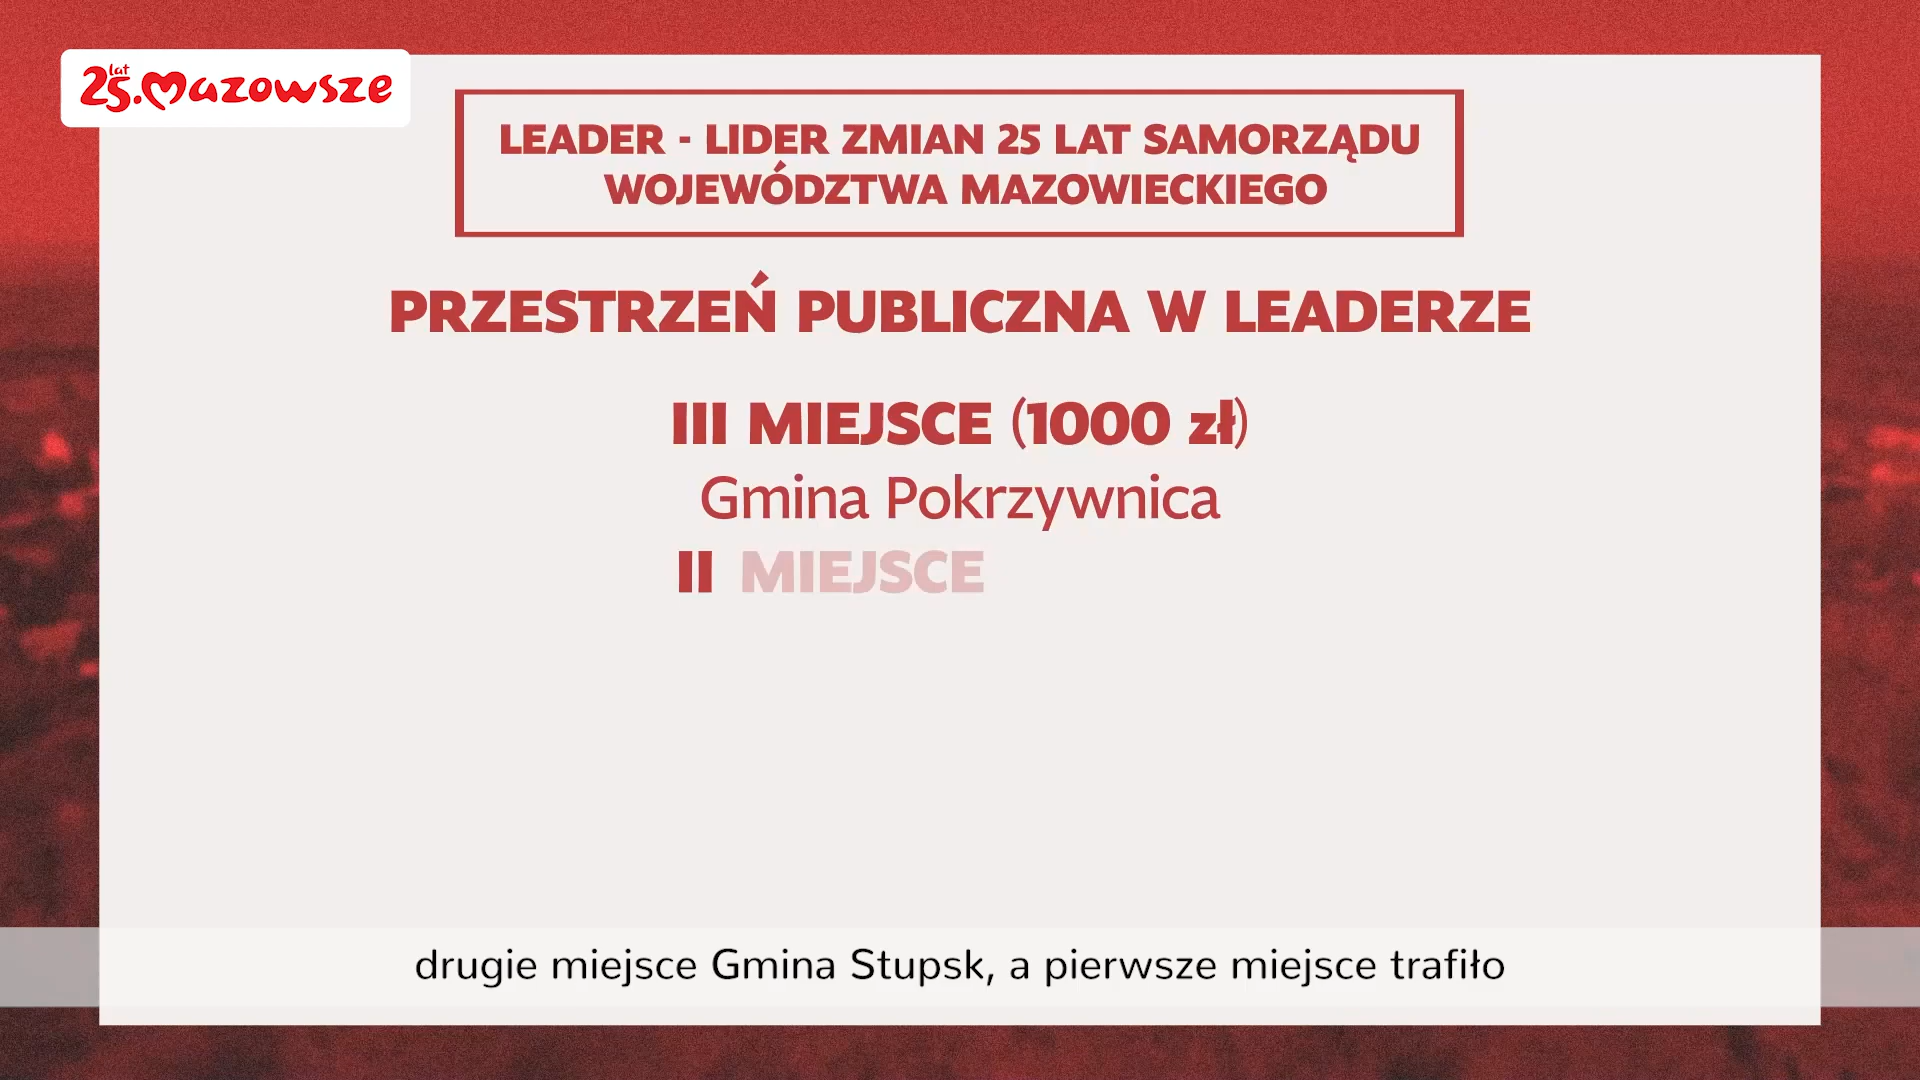 25 lat.Mazowsze
LEADER - LIDER ZMIAN 25 LAT SAMORZĄDU
WOJEWÓDZTWA MAZOWIECKIEGO
PRZESTRZEŃ PUBLICZNA W LEADERZE
III MIEJSCE (1000 zł)
Gmina Pokrzywnica
II MIEJSCE
drugie miejsce Gmina Stupsk, a pierwsze miejsce trafiło